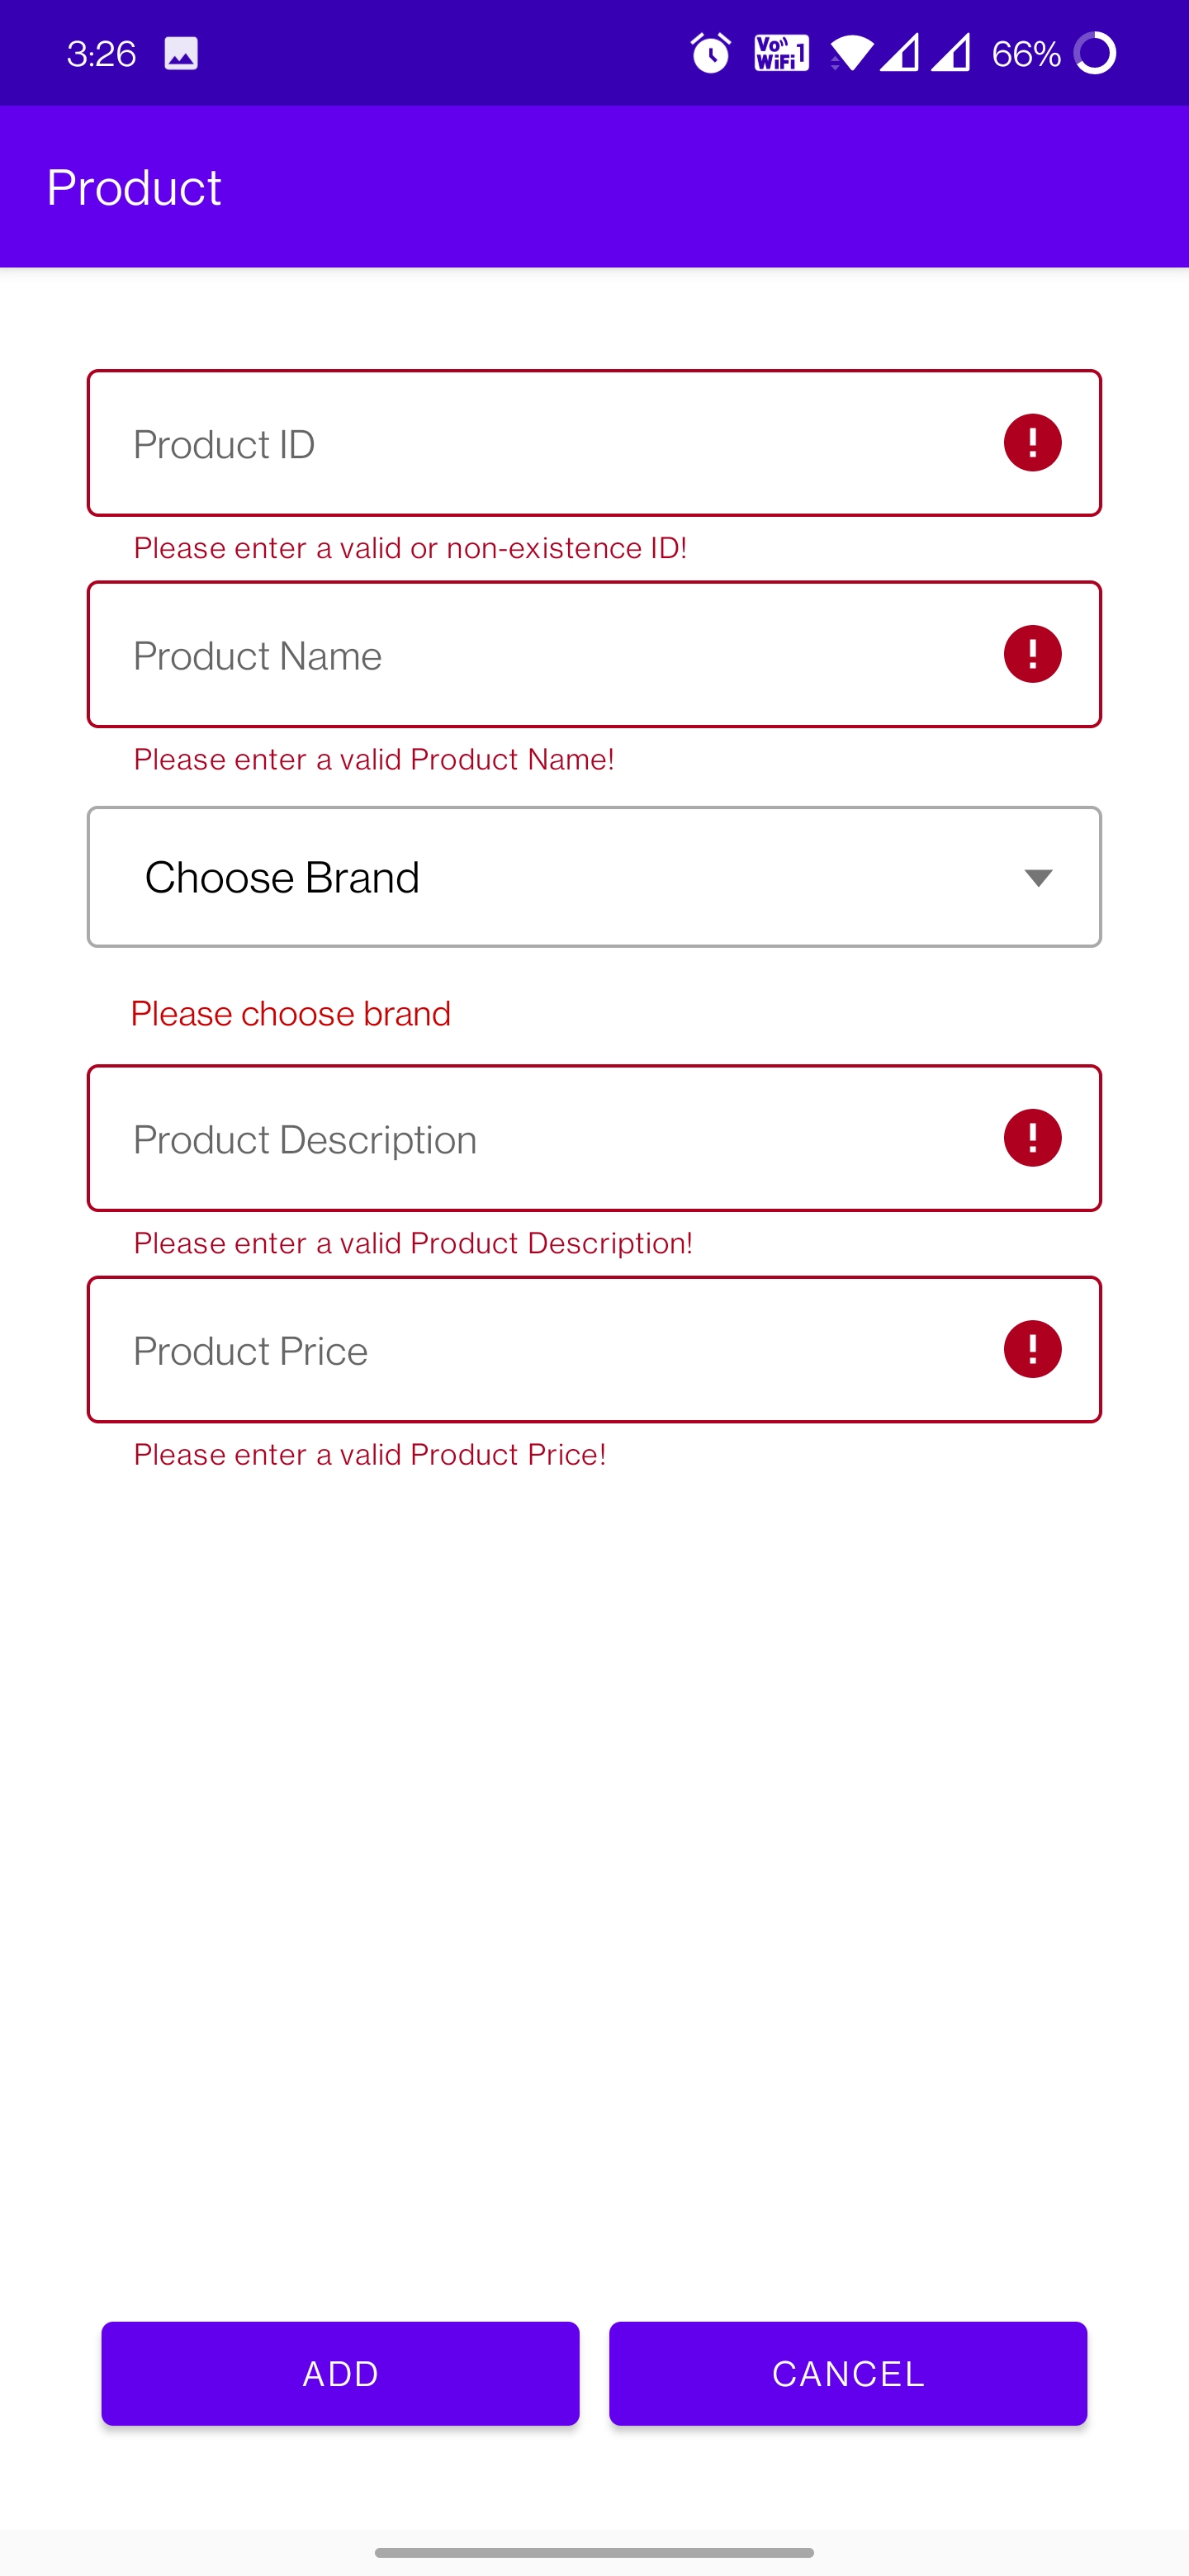 3:26 Vo WiFi 1 66%
Product
Product ID
Please enter a valid or non-existence ID!
Product Name
Please enter a valid Product Name!
Choose Brand
Please choose brand
Product Description
Please enter a valid Product Description!
Product Price
Please enter a valid Product Price!
ADD CANCEL